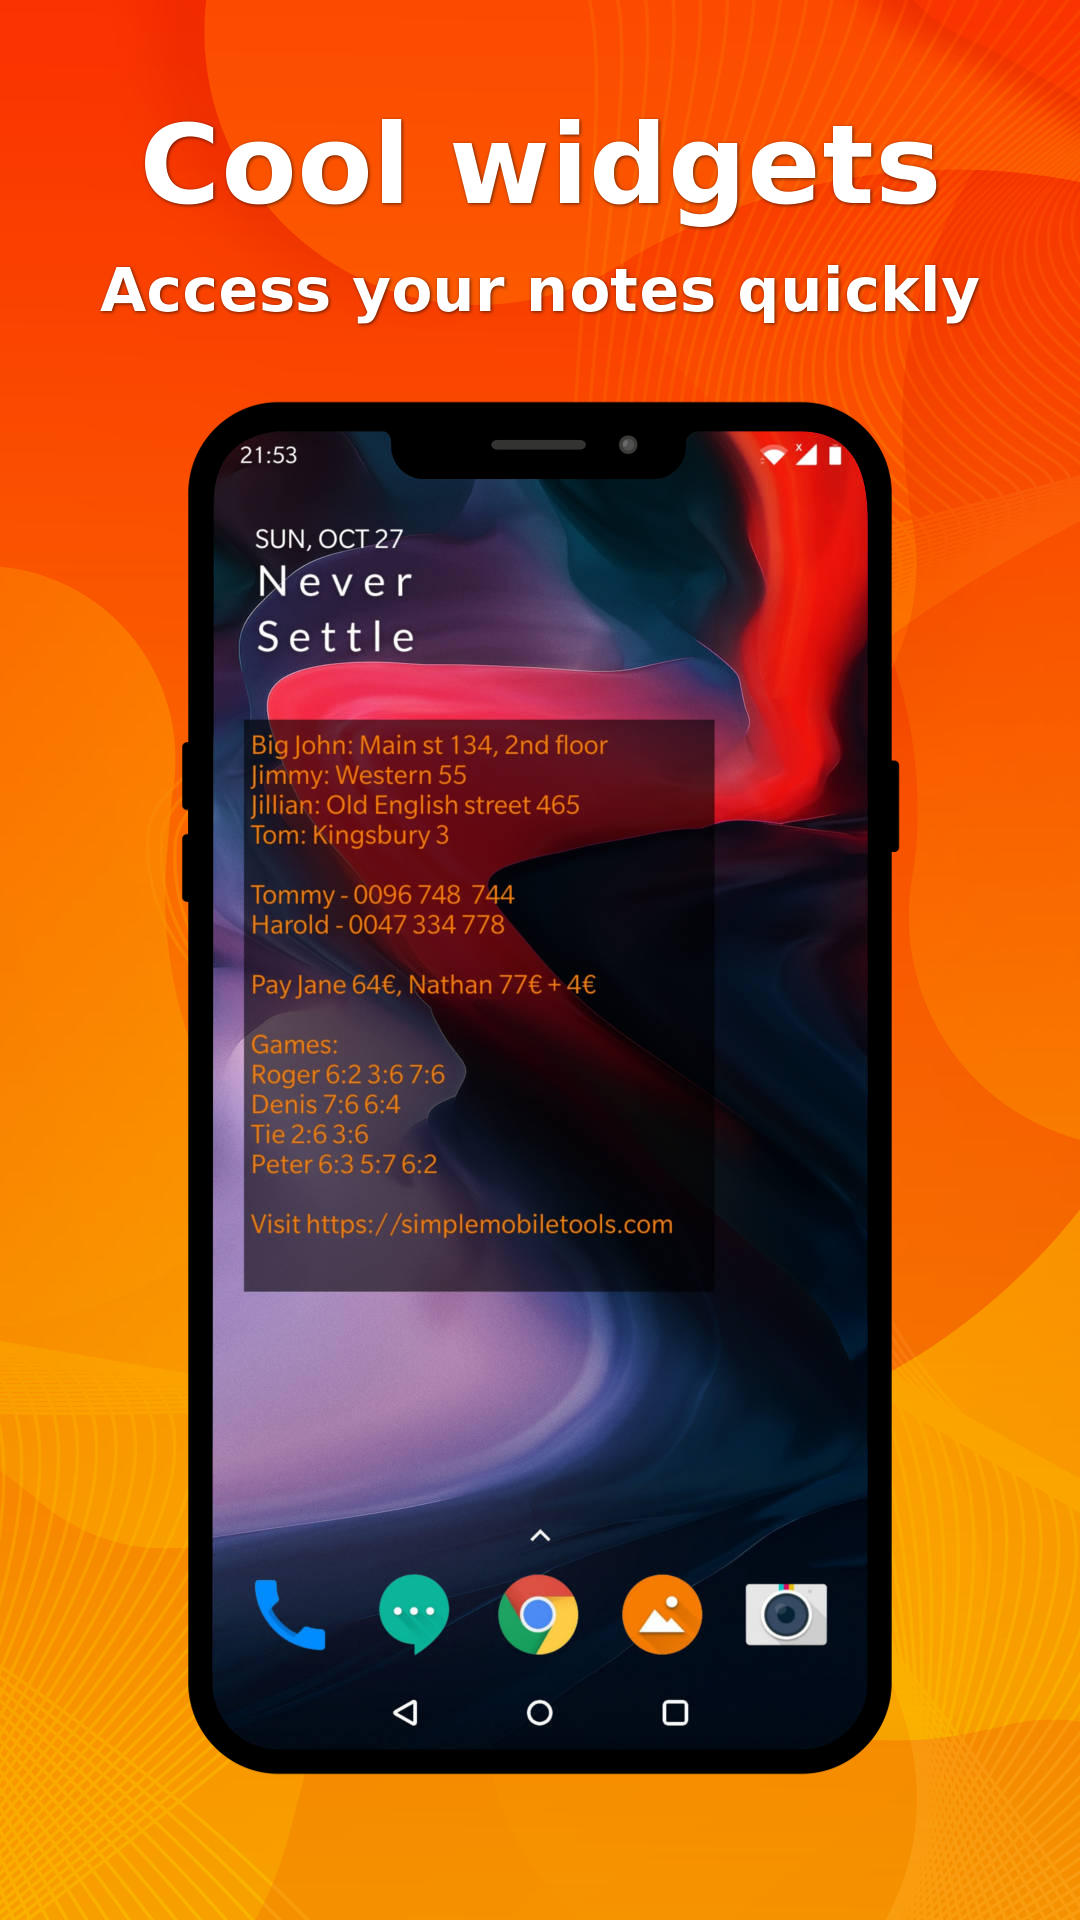 Cool widgets
Access your notes quickly
21:53
x
SUN, OCT 27
Never
Settle
Big John: Main st 134, 2nd floor
Jimmy: Western 55
Jillian: Old English street 465
Tom: Kingsbury 3
Tommy - 0096 748  744
Harold - 0047 334 778
Pay Jane 64€, Nathan 77€ + 4€
Games:
Roger 6:2 3:6 7:6
Denis 7:6 6:4
Tie 2:6 3:6
Peter 6:3 5:7 6:2
Visit https://simplemobiletools.com